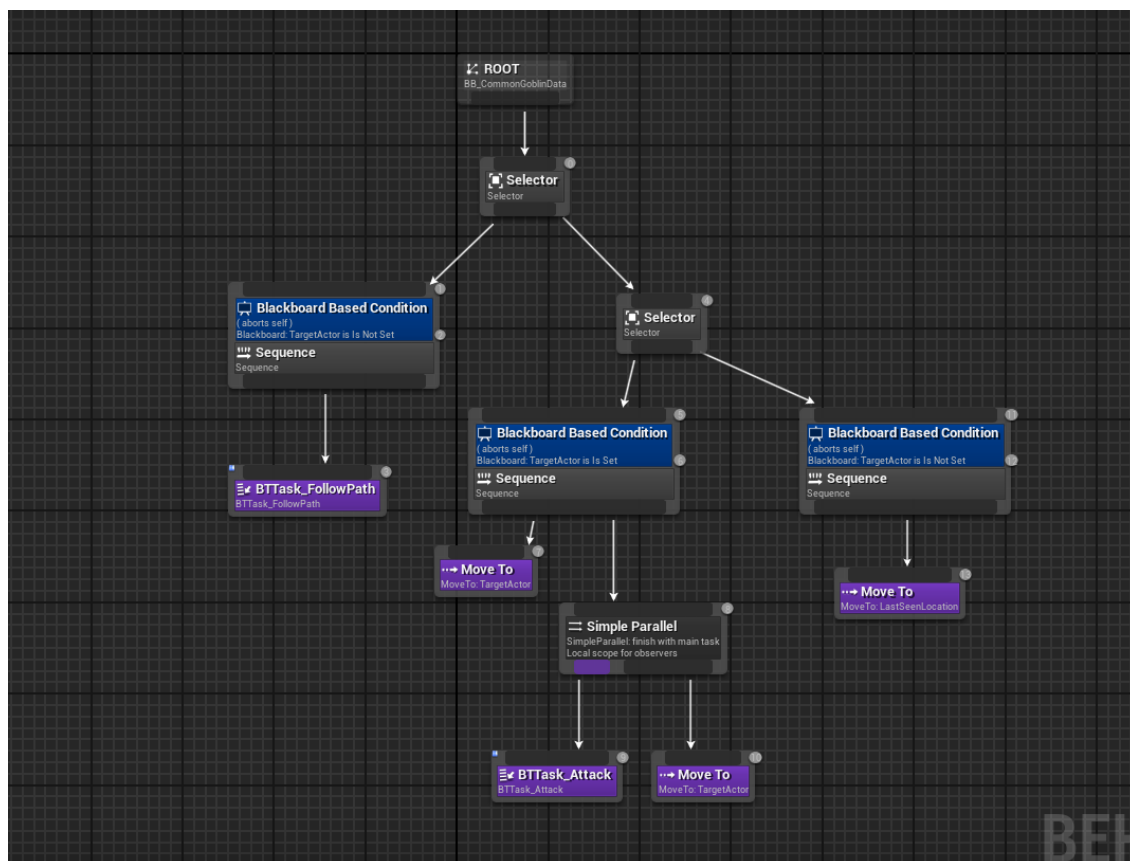 ROOT
BB_CommonGoblinData
Selector
Selector
Blackboard Based Condition
( aborts self )
Blackboard: TargetActor is Is Not Set
Sequence
Sequence
Selector
Selector
BTTask_FollowPath
BTTask_FollowPath
Blackboard Based Condition
( aborts self )
Blackboard: TargetActor is Is Set
Sequence
Sequence
Blackboard Based Condition
( aborts self )
Blackboard: TargetActor is Is Not Set
Sequence
Sequence
Move To
MoveTo: TargetActor
Move To
MoveTo: LastSeenLocation
Simple Parallel
SimpleParallel: finish with main task
Local scope for observers
BTTask_Attack
BTTask_Attack
Move To
MoveTo: TargetActor